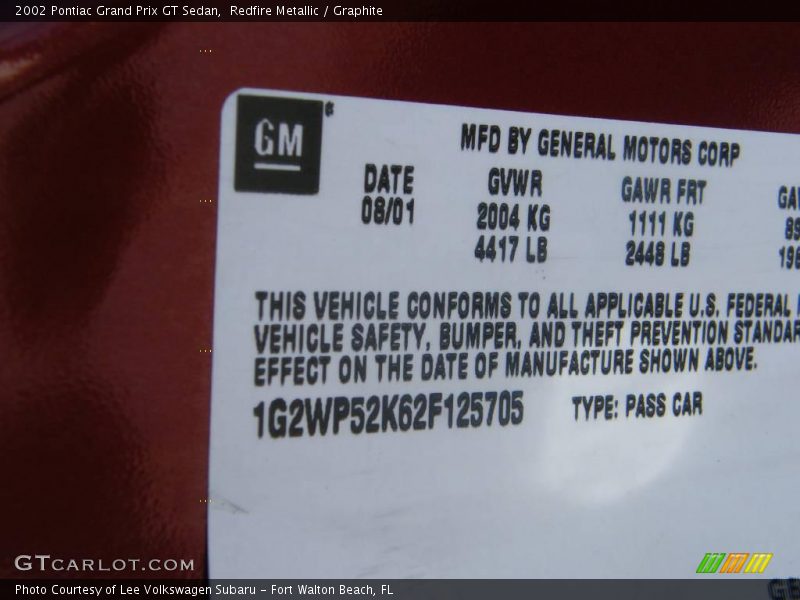 2002 Pontiac Grand Prix GT Sedan,  Redfire Metallic / Graphite
GM
MFD BY GENERAL MOTORS CORP
DATE GVWR GAWR FRT
08/01 2004 KG 1111 KG
4417 LB 2448 LB
THIS VEHICLE CONFORMS TO ALL APPLICABLE U.S. FEDERAL
VEHICLE SAFETY, BUMPER, AND THEFT PREVENTION STANDAR
EFFECT ON THE DATE OF MANUFACTURE SHOWN ABOVE.
1G2WP52K62F125705 TYPE: PASS CAR
GTCARLOT.COM
Photo Courtesy of Lee Volkswagen Subaru - Fort Walton Beach, FL